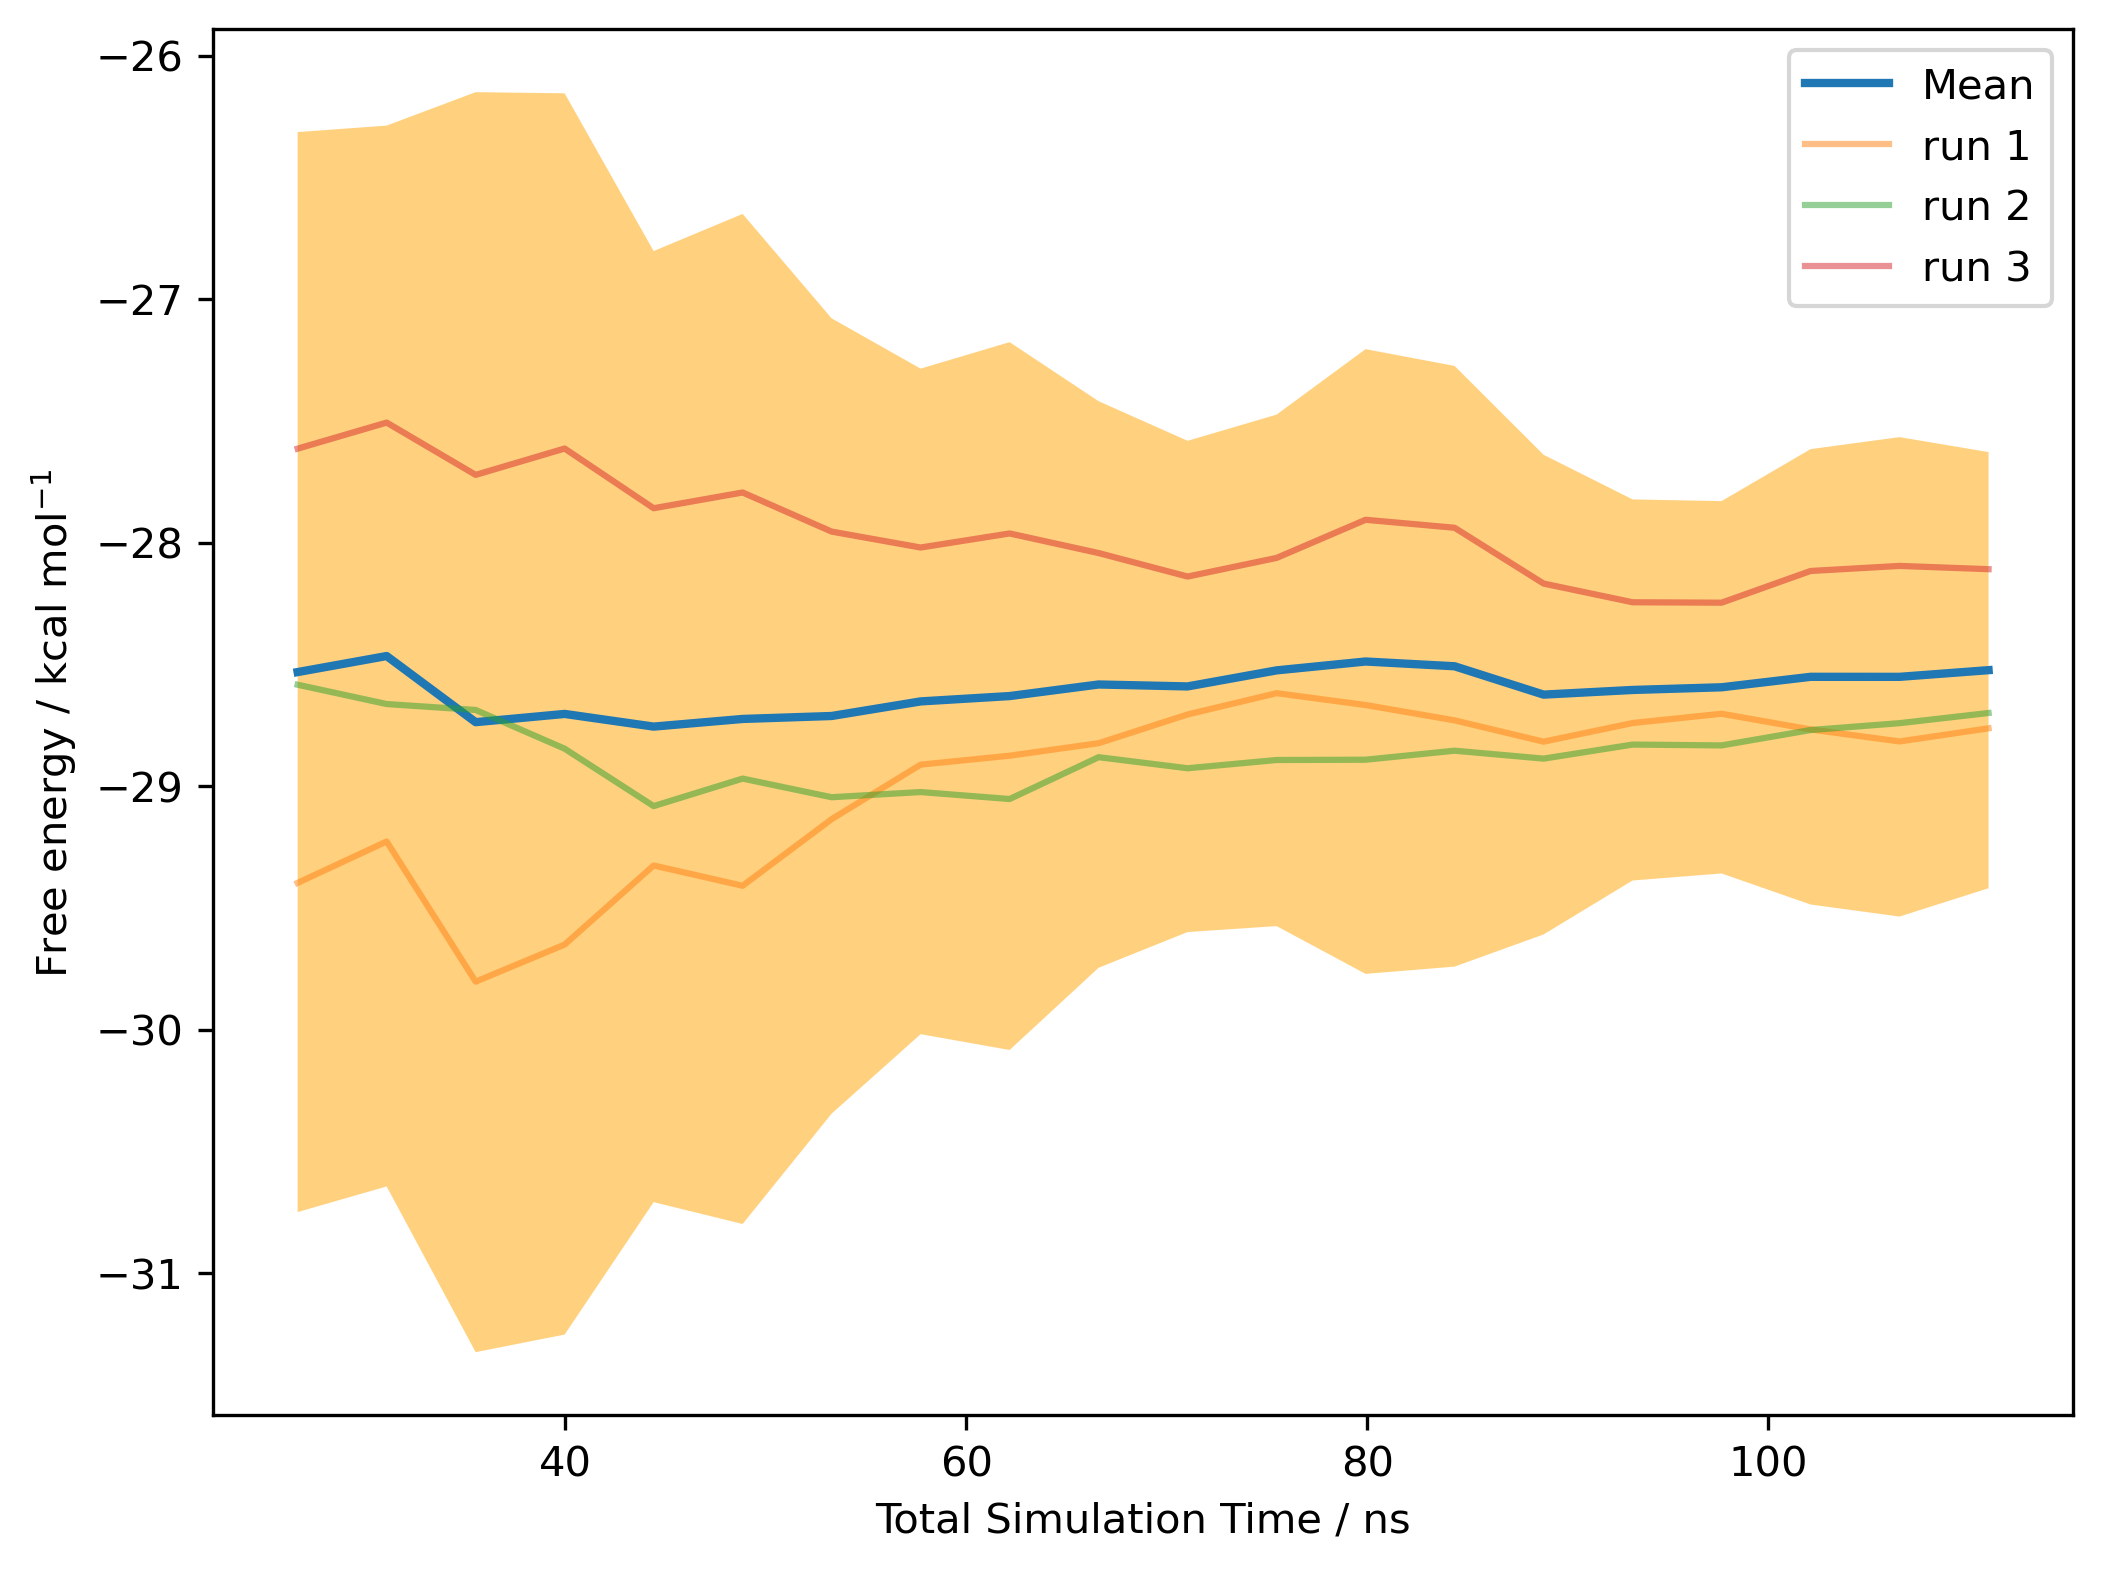 −26
−27
−28
−29
−30
−31
Free energy / kcal mol⁻¹
40 60 80 100
Total Simulation Time / ns
Mean
run 1
run 2
run 3